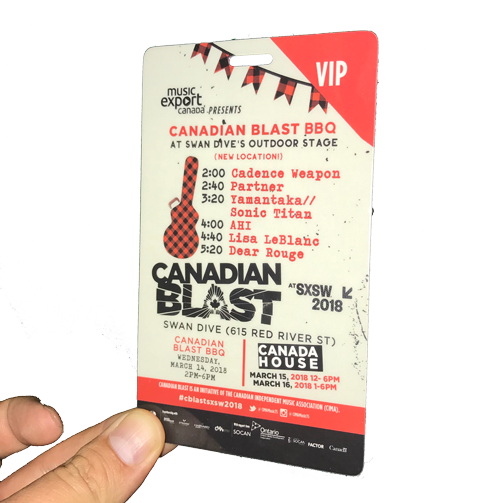 VIP
music
export
canada PRESENTS
CANADIAN BLAST BBQ
AT SWAN DIVE'S OUTDOOR STAGE
(NEW LOCATION!)
2:00 Cadence Weapon
2:40 Partner
3:20 Yamantaka//
Sonic Titan
4:00 AHI
4:40 Lisa LeBlanc
5:20 Dear Rouge
CANADIAN
BLAST
AT SXSW
2018
SWAN DIVE (615 RED RIVER ST)
CANADIAN
BLAST BBQ
WEDNESDAY,
MARCH 14, 2018
2PM-6PM
CANADA
HOUSE
MARCH 15, 2018 12-6PM
MARCH 16, 2018 1-6PM
CANADIAN BLAST IS AN INITIATIVE OF THE CANADIAN INDEPENDENT MUSIC ASSOCIATION (CIMA).
#cblastsxsw2018
SOCAN
Ontario
FACTOR
Canada